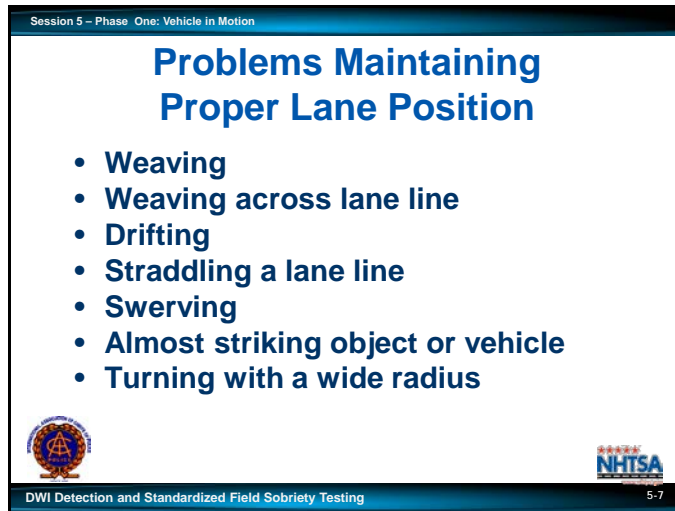 Session 5 – Phase One: Vehicle in Motion
Problems Maintaining
Proper Lane Position
• Weaving
• Weaving across lane line
• Drifting
• Straddling a lane line
• Swerving
• Almost striking object or vehicle
• Turning with a wide radius
NHTSA
DWI Detection and Standardized Field Sobriety Testing
5-7